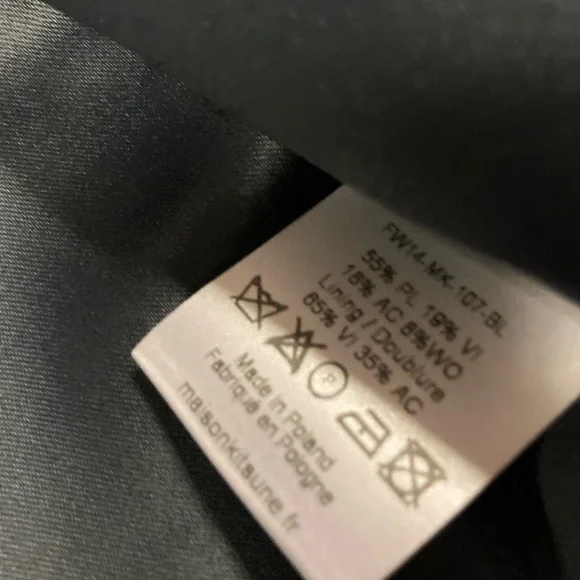 FW14-MK-107-BL
55% PL 19% VI
18% AC 8%WO
Lining / Doublure
65% VI 35% AC
P
Made in Poland
Fabriqué en Pologne
maisonkitsune.fr